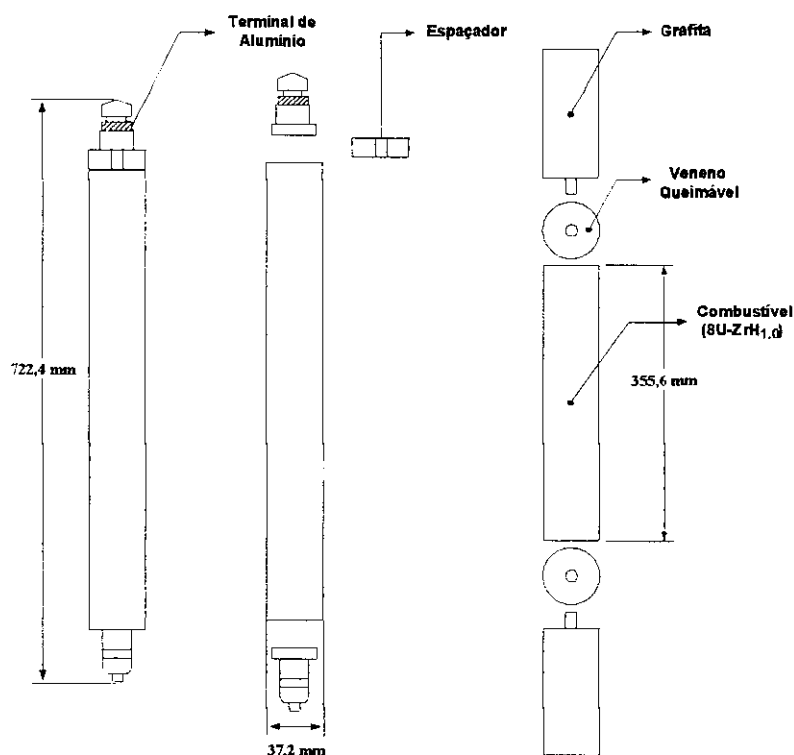 Terminal de
Alumínio
Espaçador
Grafita
Veneno
Queimável
Combustível
(8U-ZrH1,0)
722,4 mm
355,6 mm
37,2 mm